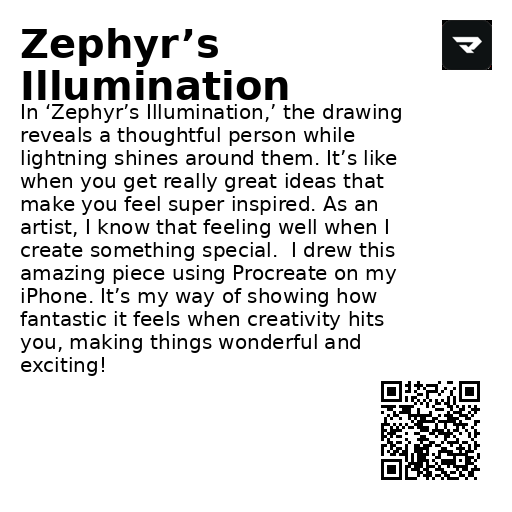 Zephyr’s
Illumination
In ‘Zephyr’s Illumination,’ the drawing
reveals a thoughtful person while
lightning shines around them. It’s like
when you get really great ideas that
make you feel super inspired. As an
artist, I know that feeling well when I
create something special.  I drew this
amazing piece using Procreate on my
iPhone. It’s my way of showing how
fantastic it feels when creativity hits
you, making things wonderful and
exciting!